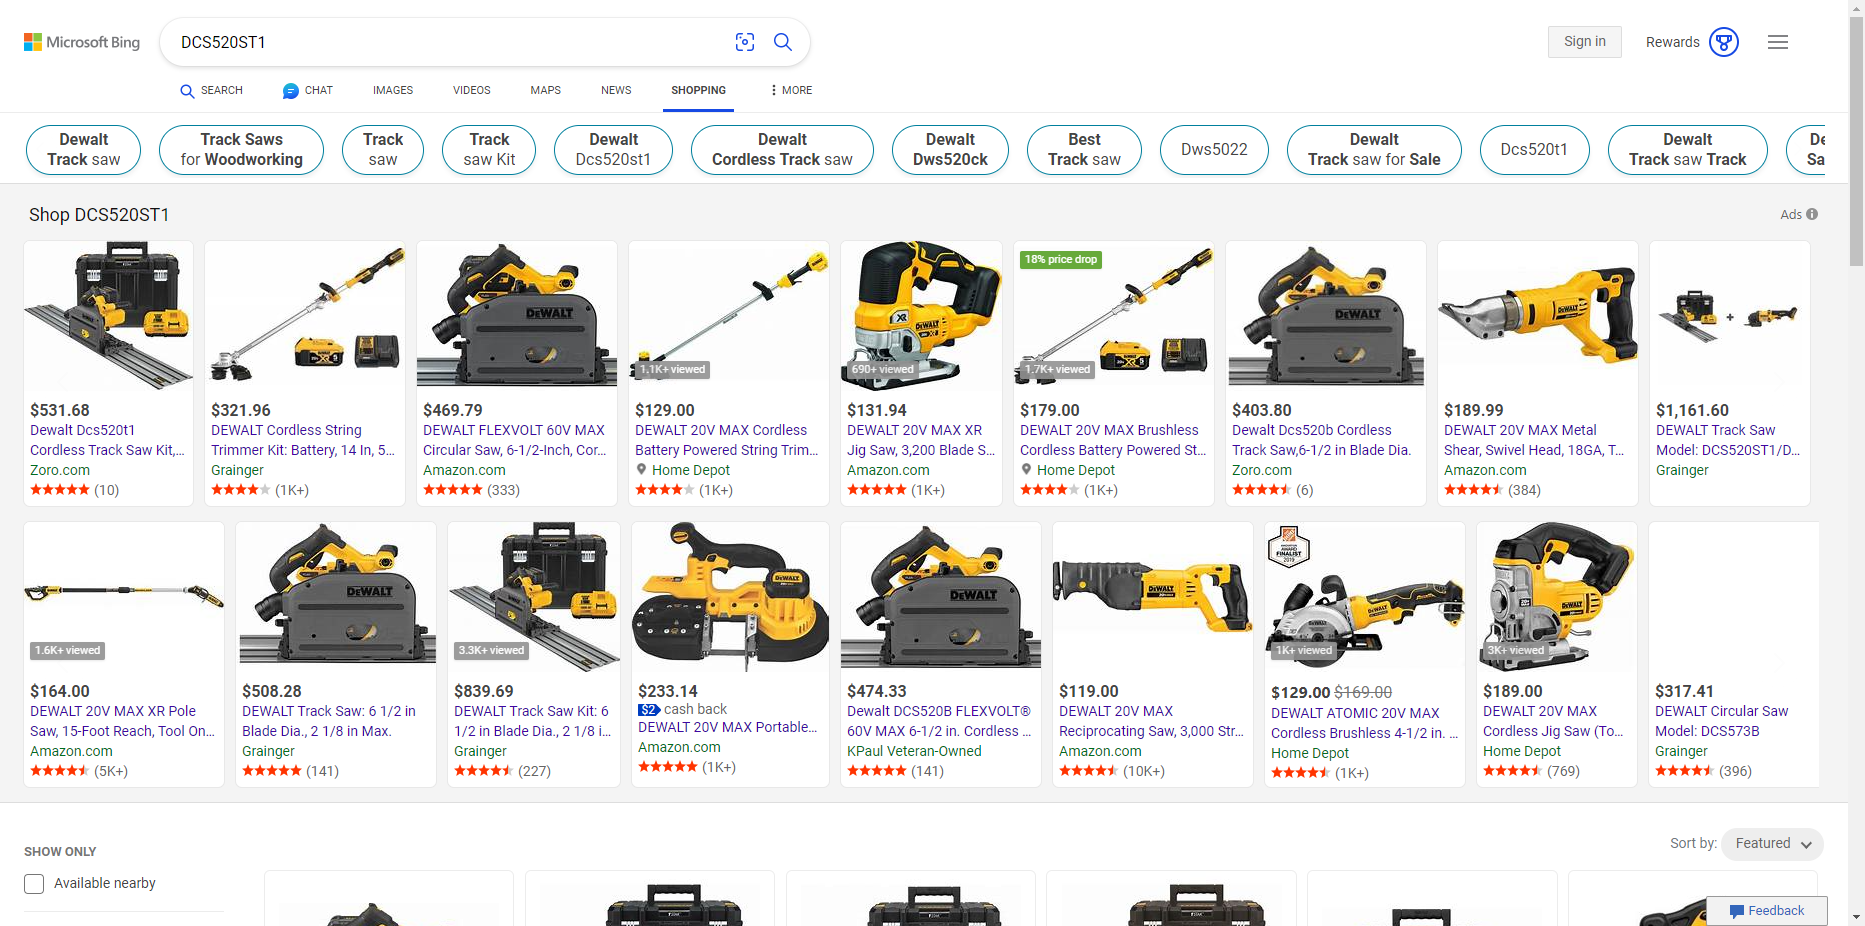 Microsoft Bing
DCS520ST1
Sign in
Rewards
SEARCH
CHAT
IMAGES
VIDEOS
MAPS
NEWS
SHOPPING
MORE
Dewalt
Track saw
Track Saws
for Woodworking
Track
saw
Track
saw Kit
Dewalt
Dcs520st1
Dewalt
Cordless Track saw
Dewalt
Dws520ck
Best
Track saw
Dws5022
Dewalt
Track saw for Sale
Dcs520t1
Dewalt
Track saw Track
De
Sa
Shop DCS520ST1
Ads
$531.68
Dewalt Dcs520t1
Cordless Track Saw Kit,...
Zoro.com
(10)
$321.96
DEWALT Cordless String
Trimmer Kit: Battery, 14 In, 5...
Grainger
(1K+)
DEWALT
$469.79
DEWALT FLEXVOLT 60V MAX
Circular Saw, 6-1/2-Inch, Cor...
Amazon.com
(333)
1.1K+ viewed
$129.00
DEWALT 20V MAX Cordless
Battery Powered String Trim...
Home Depot
(1K+)
XR
DEWALT
690+ viewed
$131.94
DEWALT 20V MAX XR
Jig Saw, 3,200 Blade S...
Amazon.com
(1K+)
18% price drop
1.7K+ viewed
$179.00
DEWALT 20V MAX Brushless
Cordless Battery Powered St...
Home Depot
(1K+)
DEWALT
$403.80
Dewalt Dcs520b Cordless
Track Saw,6-1/2 in Blade Dia.
Zoro.com
(6)
DEWALT
$189.99
DEWALT 20V MAX Metal
Shear, Swivel Head, 18GA, T...
Amazon.com
(384)
+
$1,161.60
DEWALT Track Saw
Model: DCS520ST1/D...
Grainger
1.6K+ viewed
$164.00
DEWALT 20V MAX XR Pole
Saw, 15-Foot Reach, Tool On...
Amazon.com
(5K+)
DEWALT
$508.28
DEWALT Track Saw: 6 1/2 in
Blade Dia., 2 1/8 in Max.
Grainger
(141)
3.3K+ viewed
$839.69
DEWALT Track Saw Kit: 6
1/2 in Blade Dia., 2 1/8 i...
Grainger
(227)
DEWALT
$233.14
$2 cash back
DEWALT 20V MAX Portable...
Amazon.com
(1K+)
DEWALT
$474.33
Dewalt DCS520B FLEXVOLT®
60V MAX 6-1/2 in. Cordless ...
KPaul Veteran-Owned
(141)
DEWALT
$119.00
DEWALT 20V MAX
Reciprocating Saw, 3,000 Str...
Amazon.com
(10K+)
FINALIST
DEWALT
1K+ viewed
$129.00 $169.00
DEWALT ATOMIC 20V MAX
Cordless Brushless 4-1/2 in. ...
Home Depot
(1K+)
DEWALT
3K+ viewed
$189.00
DEWALT 20V MAX
Cordless Jig Saw (To...
Home Depot
(769)
$317.41
DEWALT Circular Saw
Model: DCS573B
Grainger
(396)
SHOW ONLY
Available nearby
Sort by: Featured
Feedback